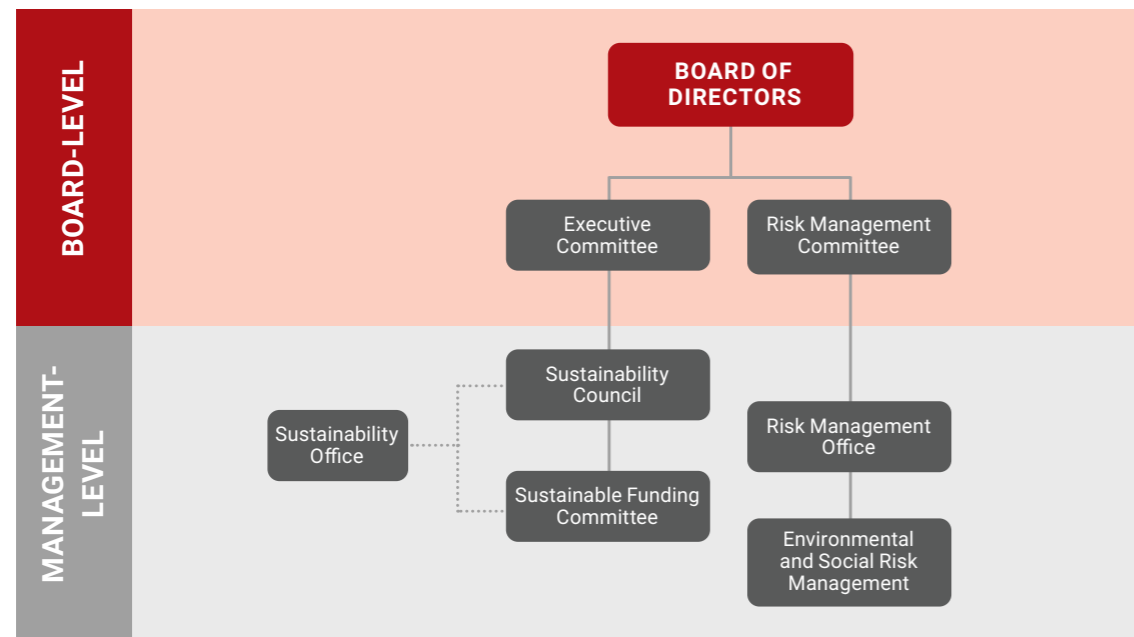 BOARD-LEVEL
BOARD OF
DIRECTORS
Executive
Committee
Risk Management
Committee
MANAGEMENT-
LEVEL
Sustainability
Council
Sustainability
Office
Risk Management
Office
Sustainable Funding
Committee
Environmental
and Social Risk
Management